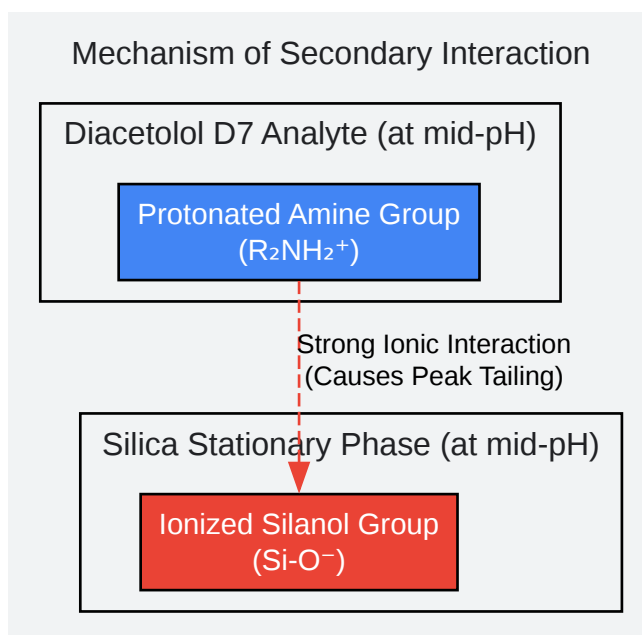 Mechanism of Secondary Interaction
Diacetolol D7 Analyte (at mid-pH)
Protonated Amine Group
(R₂NH₂⁺)
Strong Ionic Interaction
(Causes Peak Tailing)
Silica Stationary Phase (at mid-pH)
Ionized Silanol Group
(Si-O⁻)